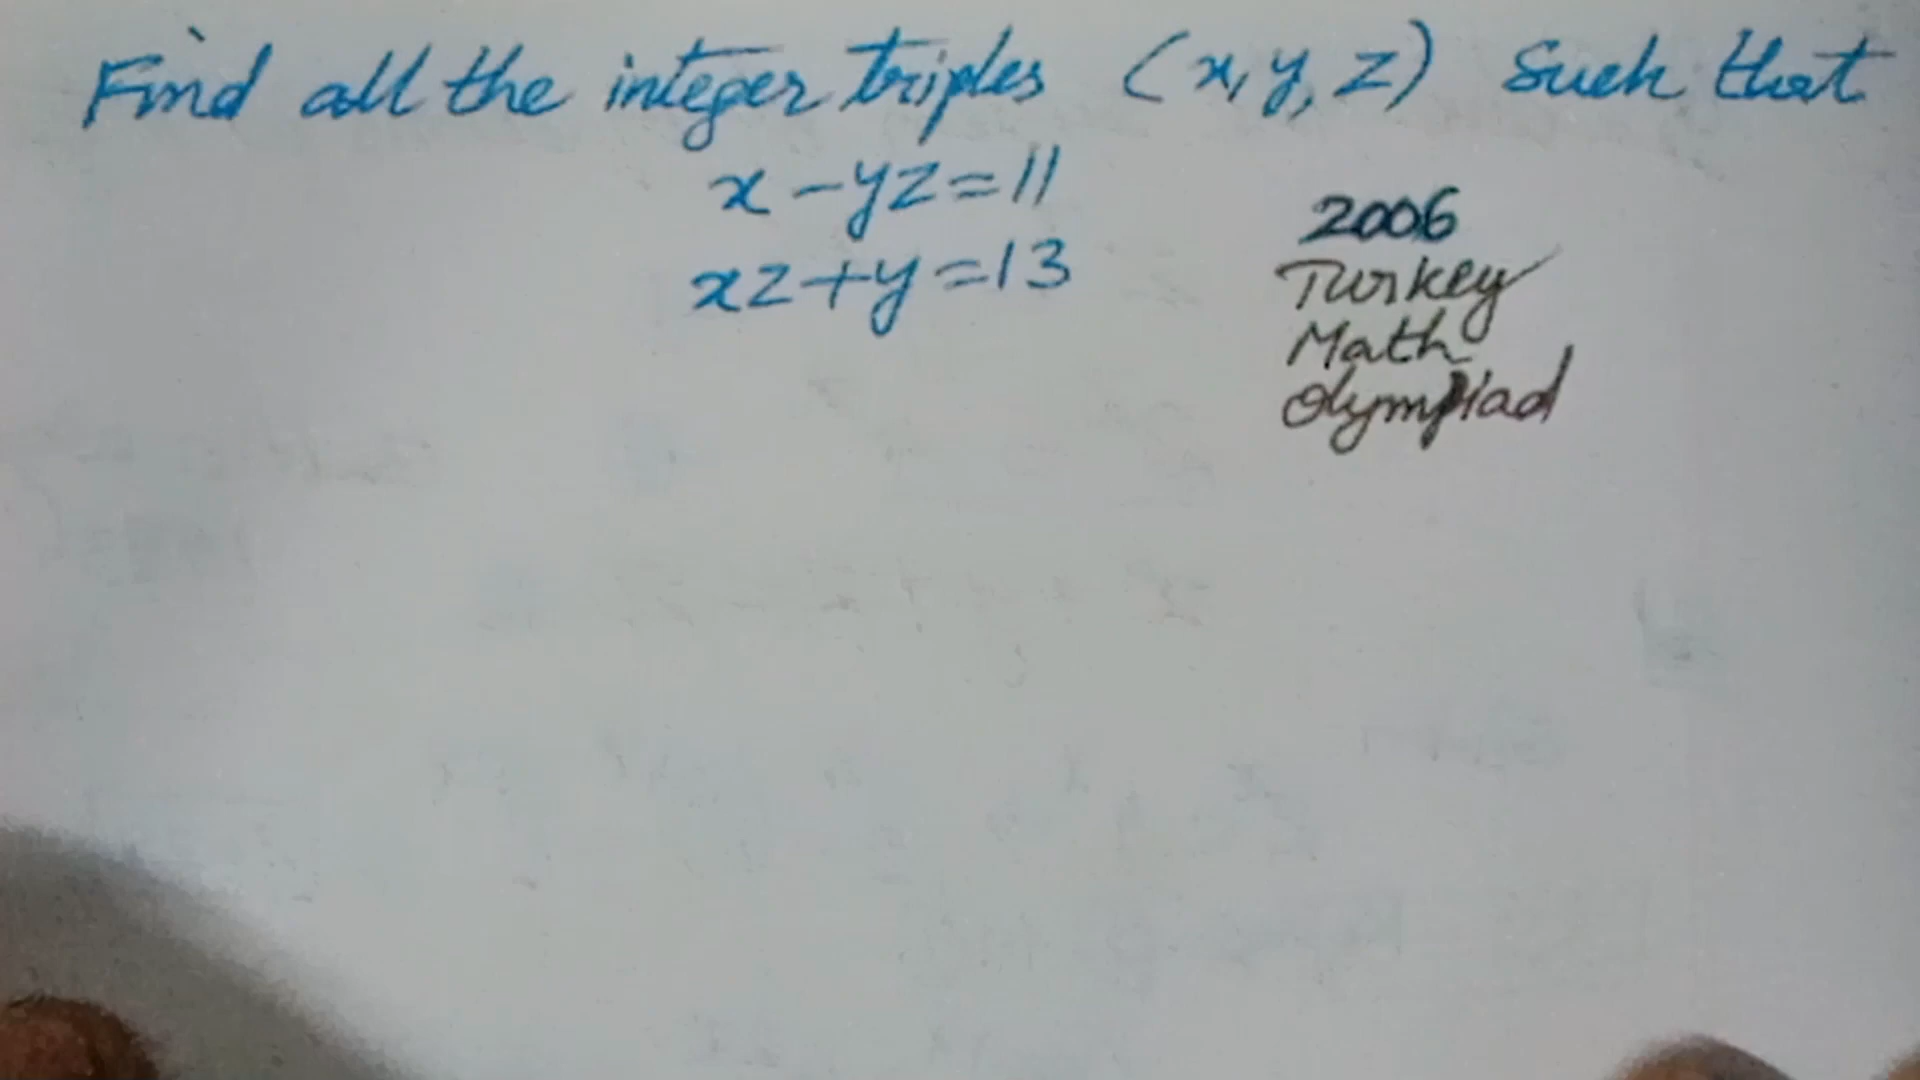 Find all the integer triples (x, y, z) such that
x - yz = 11
xz + y = 13
2006
Turkey
Math
Olympiad